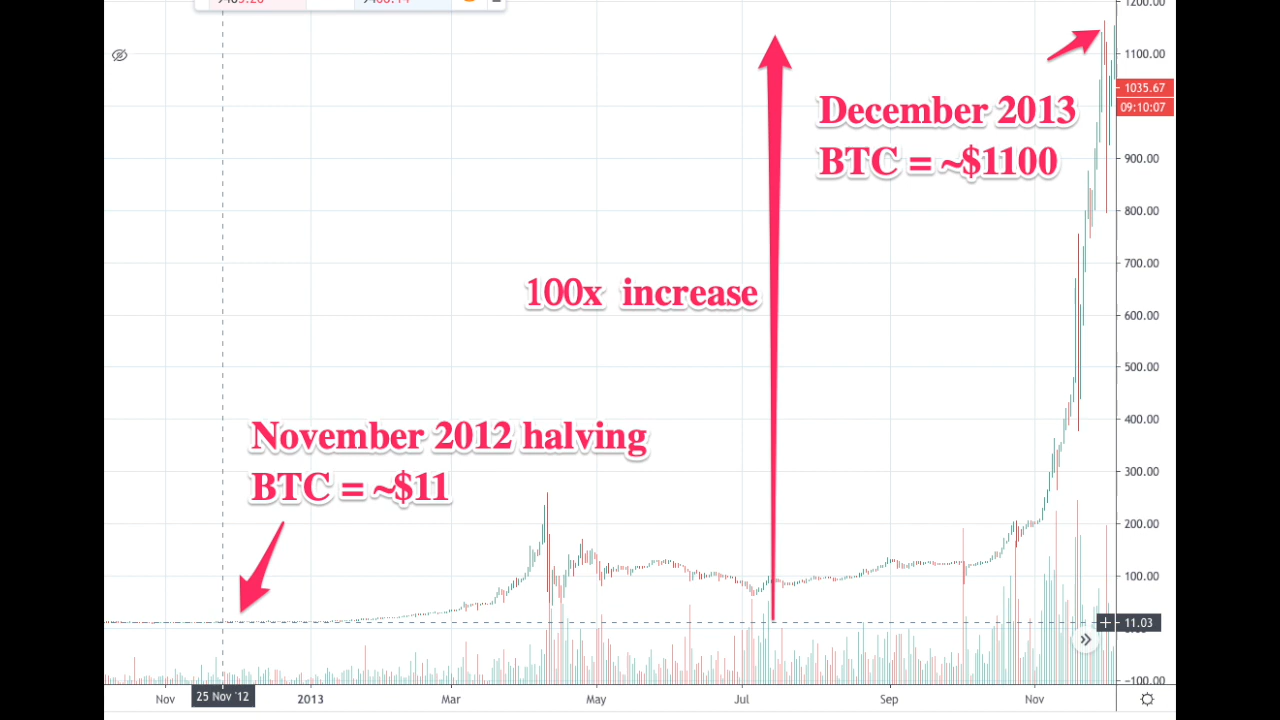 1200.00
1100.00
December 2013
1035.67
BTC = ~$1100
09:10:07
900.00
800.00
700.00
100x increase
600.00
500.00
November 2012 halving
400.00
BTC = ~$11
300.00
200.00
100.00
11.03
-100.00
Nov 25 Nov '12 2013 Mar May Jul Sep Nov